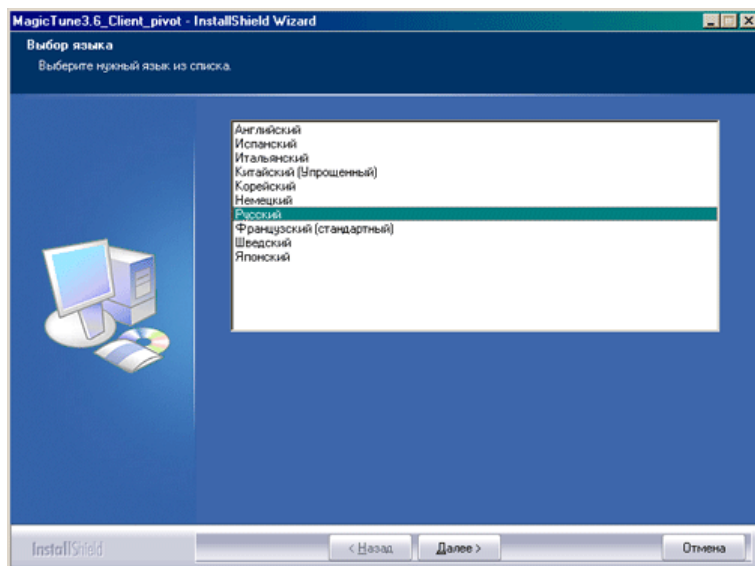 MagicTune3.6_Client_pivot - InstallShield Wizard
Выбор языка
Выберите нужный язык из списка.
Английский
Испанский
Итальянский
Китайский (Упрощенный)
Корейский
Немецкий
Русский
Французский (стандартный)
Шведский
Японский
InstallShield
< Назад
Далее >
Отмена